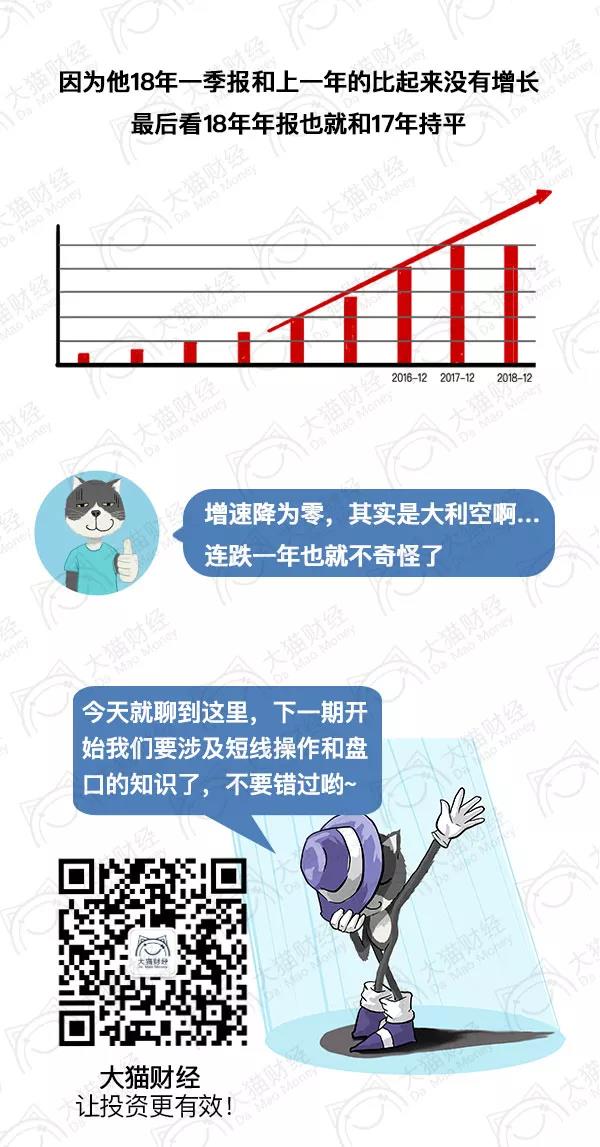 因为他18年一季报和上一年的比起来没有增长
最后看18年年报也就和17年持平
2016-12
2017-12
2018-12
增速降为零，其实是大利空啊...
连跌一年也就不奇怪了
今天就聊到这里，下一期开
始我们要涉及短线操作和盘
口的知识了，不要错过哟~
大猫财经
Da Mao Money
大猫财经
让投资更有效！